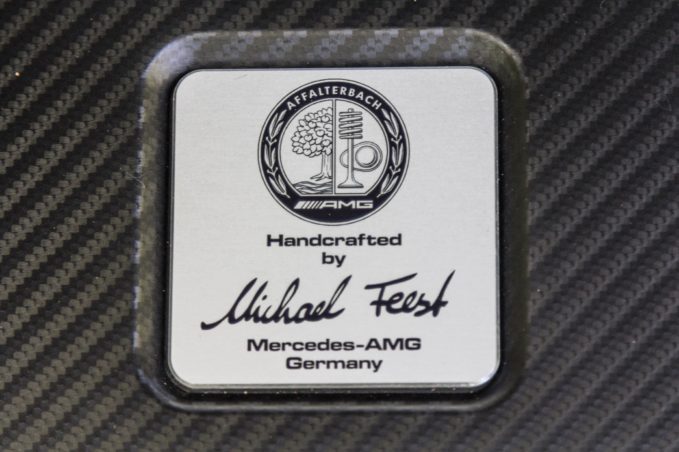 AFFALTERBACH
AMG
Handcrafted
by
Michael Feest
Mercedes-AMG
Germany